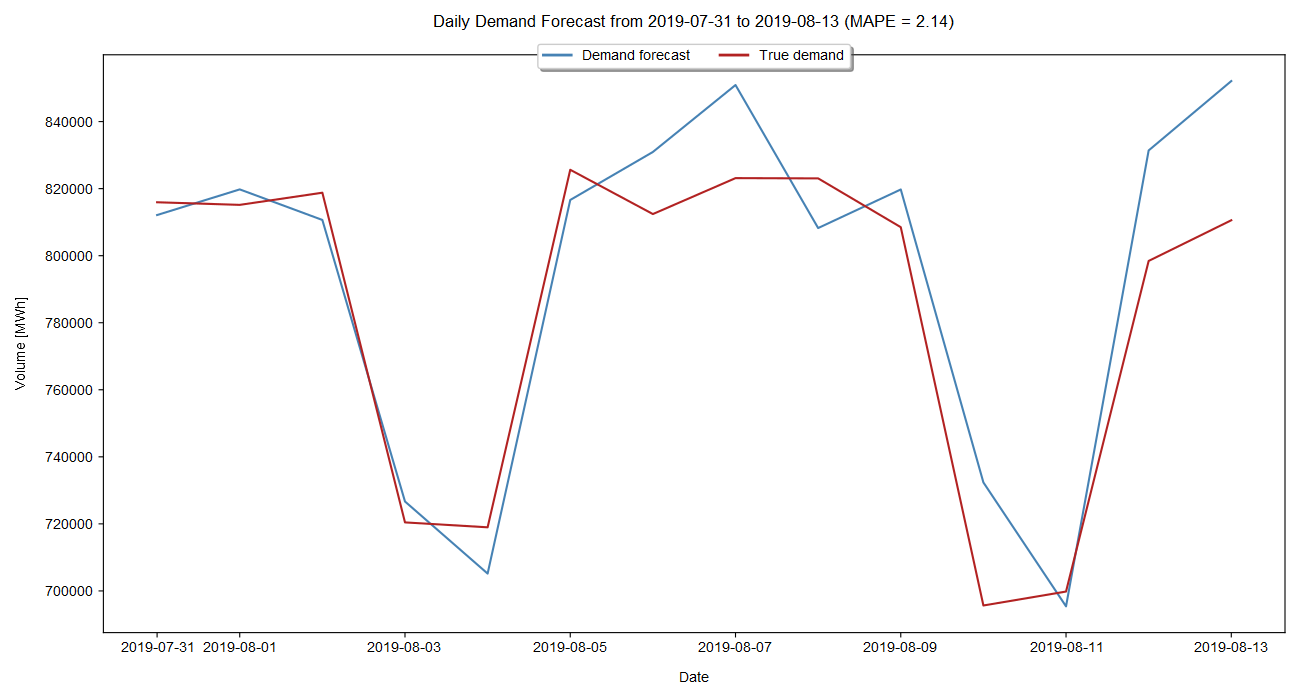 Daily Demand Forecast from 2019-07-31 to 2019-08-13 (MAPE = 2.14)
Demand forecast True demand
840000
820000
800000
780000
760000
740000
720000
700000
Volume [MWh]
2019-07-31 2019-08-01 2019-08-03 2019-08-05 2019-08-07 2019-08-09 2019-08-11 2019-08-13
Date